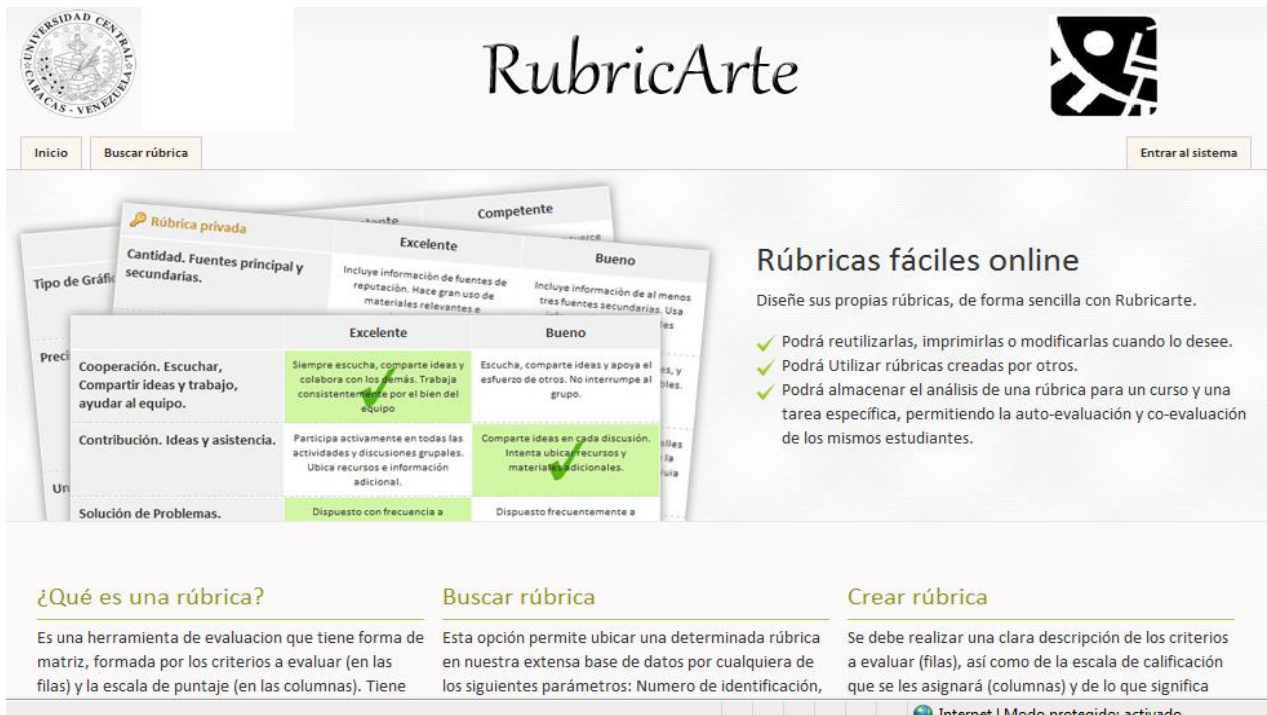 UNIVERSIDAD CENTRAL
CARACAS - VENEZUELA
RubricArte
Inicio
Buscar rúbrica
Entrar al sistema
Competente
Rúbrica privada
Excelente
Bueno
Cantidad. Fuentes principal y
secundarias.
Incluye informaciòn de fuentes de
reputaciòn. Hace gran uso de
materiales relevantes e
Incluye informaciòn de al menos
tres fuentes secundarias. Usa
Tipo de
Excelente
Bueno
Cooperación. Escuchar,
Compartir ideas y trabajo,
ayudar al equipo.
Siempre escucha, comparte ideas y
colabora con los demás. Trabaja
consistentemente por el bien del
equipo
Escucha, comparte ideas y apoya el
esfuerzo de otros. No interrumpe al
grupo.
Contribución. Ideas y asistencia.
Participa activamente en todas las
actividades y discusiones grupales.
Ubica recursos e información
adicional.
Comparte ideas en cada discusión.
Intenta ubicar recursos y
materiales adicionales.
Solución de Problemas.
Dispuesto con frecuencia a
Dispuesto frecuentemente a
Rúbricas fáciles online
Diseñe sus propias rúbricas, de forma sencilla con Rubricarte.
Podrá reutilizarlas, imprimirlas o modificarlas cuando lo desee.
Podrá Utilizar rúbricas creadas por otros.
Podrá almacenar el análisis de una rúbrica para un curso y una
tarea específica, permitiendo la auto-evaluación y co-evaluación
de los mismos estudiantes.
¿Qué es una rúbrica?
Es una herramienta de evaluacion que tiene forma de
matriz, formada por los criterios a evaluar (en las
filas) y la escala de puntaje (en las columnas). Tiene
Buscar rúbrica
Esta opción permite ubicar una determinada rúbrica
en nuestra extensa base de datos por cualquiera de
los siguientes parámetros: Numero de identificación,
Crear rúbrica
Se debe realizar una clara descripción de los criterios
a evaluar (filas), así como de la escala de calificación
que se les asignará (columnas) y de lo que significa
Internet | Modo protegido: activado